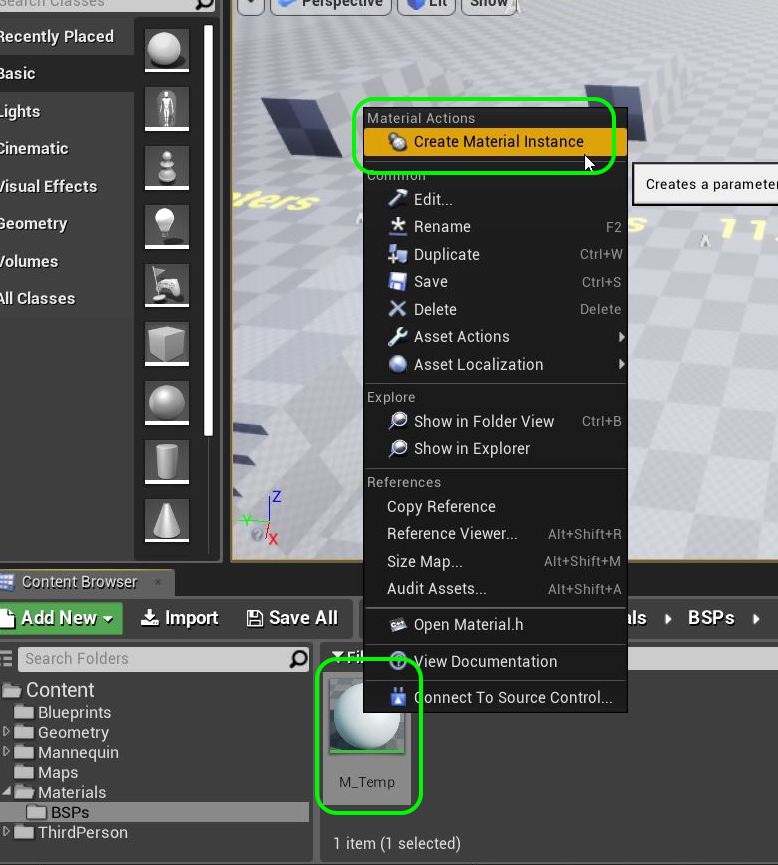 Search Classes
Perspective
Lit
Show
Recently Placed
Basic
Lights
Cinematic
Visual Effects
Geometry
Volumes
All Classes
Material Actions
Create Material Instance
Creates a parameter
Common
Edit...
Rename F2
Duplicate Ctrl+W
Save Ctrl+S
Delete Delete
Asset Actions
Asset Localization
Explore
Show in Folder View Ctrl+B
Show in Explorer
References
Copy Reference
Reference Viewer... Alt+Shift+R
Size Map... Alt+Shift+M
Audit Assets... Alt+Shift+A
Open Material.h
View Documentation
Connect To Source Control...
Z
Y
X
Content Browser
Add New
Import
Save All
BSPs
Search Folders
Content
Blueprints
Geometry
Mannequin
Maps
Materials
BSPs
ThirdPerson
M_Temp
1 item (1 selected)